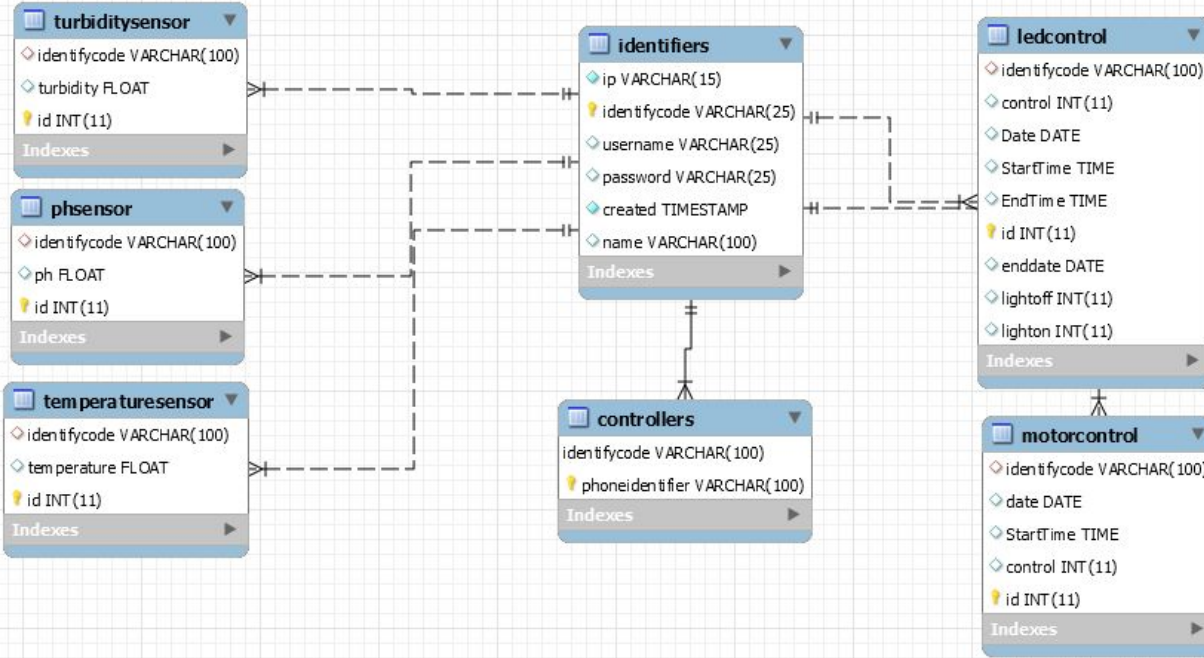 turbiditysensor
identifycode VARCHAR(100)
turbidity FLOAT
id INT(11)
Indexes
phsensor
identifycode VARCHAR(100)
ph FLOAT
id INT(11)
Indexes
temperaturesensor
identifycode VARCHAR(100)
temperature FLOAT
id INT(11)
Indexes
identifiers
ip VARCHAR(15)
identifycode VARCHAR(25)
username VARCHAR(25)
password VARCHAR(25)
created TIMESTAMP
name VARCHAR(100)
Indexes
controllers
identifycode VARCHAR(100)
phoneidentifier VARCHAR(100)
Indexes
ledcontrol
identifycode VARCHAR(100)
control INT(11)
Date DATE
StartTime TIME
EndTime TIME
id INT(11)
enddate DATE
lightoff INT(11)
lighton INT(11)
Indexes
motorcontrol
identifycode VARCHAR(100)
date DATE
StartTime TIME
control INT(11)
id INT(11)
Indexes